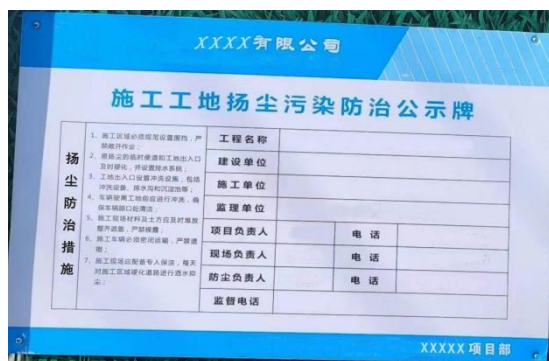 XXXX有限公司
施工工地扬尘污染防治公示牌
扬尘防治措施
1、施工区域必须规范设置围挡，严
禁敞开作业；
2、易扬尘的临时便道和工地出入口
及时硬化，并设置排水系统；
3、工地出入口设置冲洗设施，包括
冲洗设备、排水沟和沉淀池等；
4、车辆驶离工地前应进行冲洗，确
保车辆路口处清洁；
5、施工现场材料及土方应及时堆放
整齐遮盖，严禁裸露；
6、施工车辆必须密闭运输，严禁遗
撒；
7、施工现场应配备专人保洁，每天
对施工区域硬化道路进行洒水抑
尘；
工程名称
建设单位
施工单位
监理单位
项目负责人 电话
现场负责人 电话
防尘负责人 电话
监督电话
XXXXX项目部